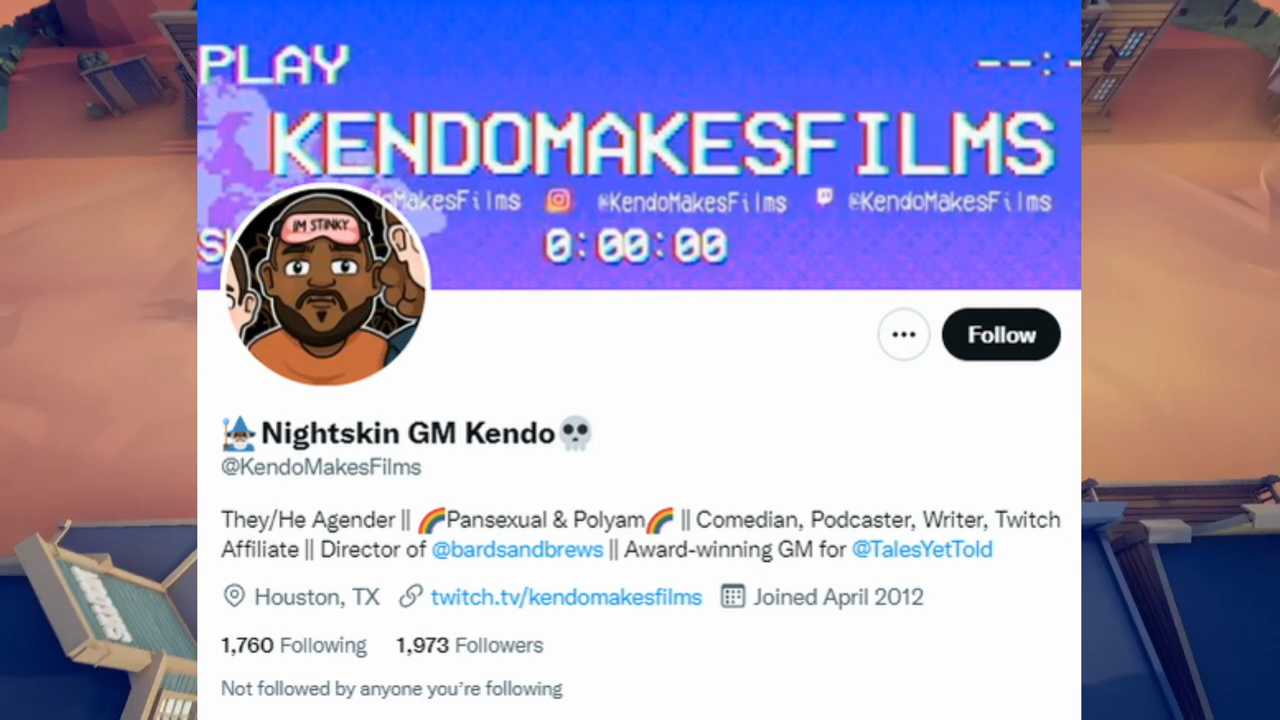 PLAY --:-
KENDOMAKESFILMS
MakesFilms @KendoMakesFilms @KendoMakesFilms
0:00:00
IM STINKY
Follow
Nightskin GM Kendo
@KendoMakesFilms
They/He Agender || 🌈Pansexual & Polyam🌈 || Comedian, Podcaster, Writer, Twitch
Affiliate || Director of @bardsandbrews || Award-winning GM for @TalesYetTold
Houston, TX twitch.tv/kendomakesfilms Joined April 2012
1,760 Following 1,973 Followers
Not followed by anyone you're following